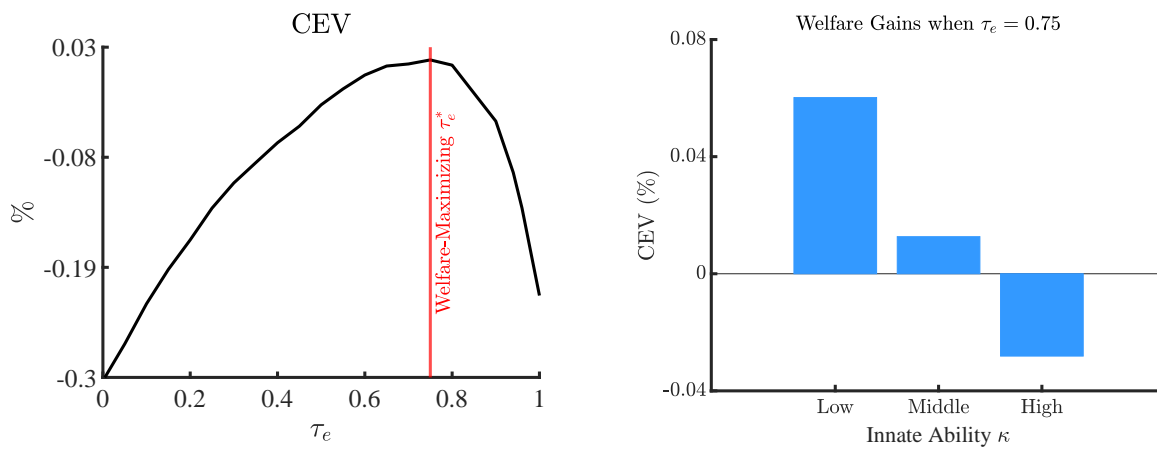 CEV
0.03
-0.08
-0.19
-0.3
%
0
0.2
0.4
0.6
0.8
1
τ_e
Welfare-Maximizing τ_e^*
Welfare Gains when τ_e = 0.75
0.08
0.04
0
-0.04
CEV (%)
Low
Middle
High
Innate Ability κ